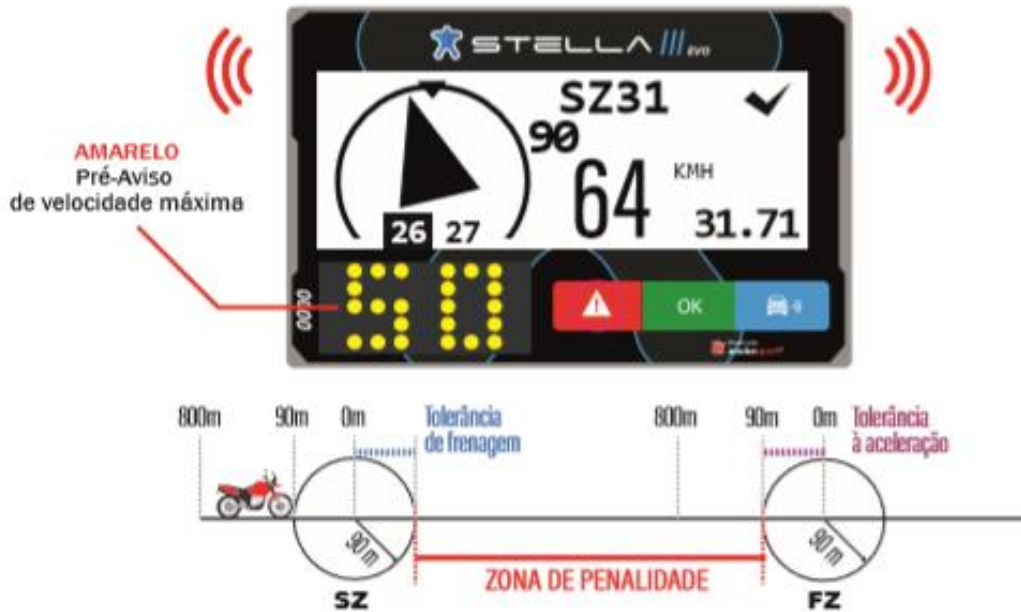 STELLA III EVO
SZ31
90
64 KMH
31.71
26 27
AMARELO
Pré-Aviso
de velocidade máxima
50
OK
800m 90m 0m Tolerância
de frenagem
800m 90m 0m Tolerância
à aceleração
90 m
90 m
ZONA DE PENALIDADE
SZ
FZ